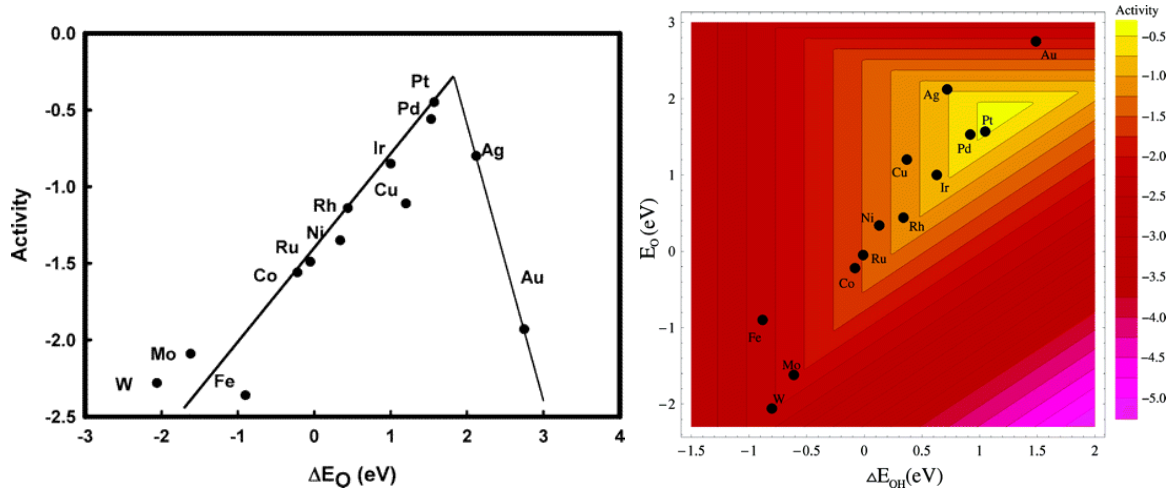 0.0
-0.5
-1.0
-1.5
-2.0
-2.5
-3
-2
-1
0
1
2
3
4
Activity
ΔE_O (eV)
Pt
Pd
Ir
Cu
Rh
Ni
Ru
Co
Mo
W
Fe
Ag
Au
3
2
1
0
−1
−2
−1.5
−1
−0.5
0
0.5
1
1.5
2
E_O (eV)
ΔE_OH (eV)
Au
Ag
Pt
Pd
Cu
Ir
Ni
Rh
Ru
Co
Fe
Mo
W
Activity
-0.5
-1.0
-1.5
-2.0
-2.5
-3.0
-3.5
-4.0
-4.5
-5.0